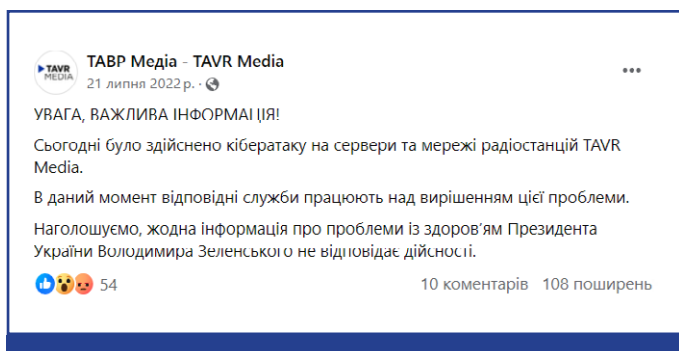 TAVR
MEDIA
ТАВР Медіа - TAVR Media
21 липня 2022 р. ·
УВАГА, ВАЖЛИВА ІНФОРМАЦІЯ!
Сьогодні було здійснено кібератаку на сервери та мережі радіостанцій TAVR
Media.
В даний момент відповідні служби працюють над вирішенням цієї проблеми.
Наголошуємо, жодна інформація про проблеми із здоров'ям Президента
України Володимира Зеленського не відповідає дійсності.
54
10 коментарів 108 поширень